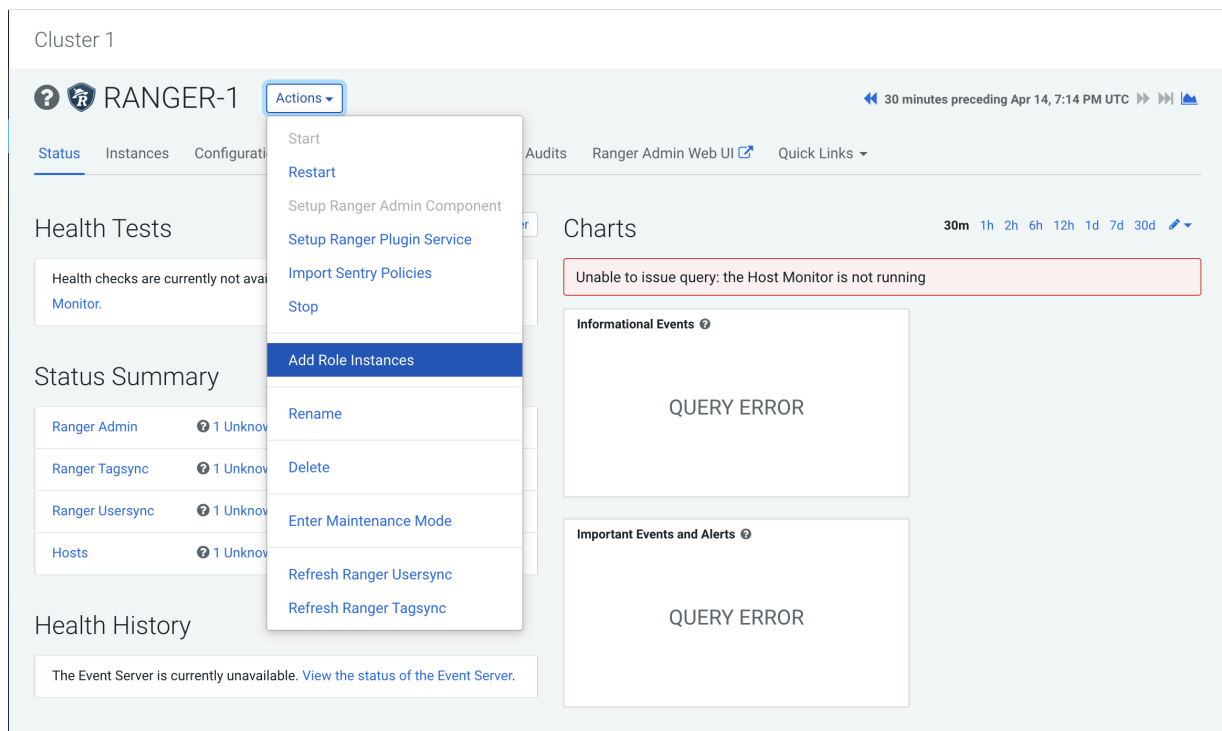 Cluster 1
RANGER-1 Actions
30 minutes preceding Apr 14, 7:14 PM UTC
Status Instances Configurati Audits Ranger Admin Web UI Quick Links
Start
Restart
Setup Ranger Admin Component
Setup Ranger Plugin Service
Import Sentry Policies
Stop
Add Role Instances
Rename
Delete
Enter Maintenance Mode
Refresh Ranger Usersync
Refresh Ranger Tagsync
Health Tests
Health checks are currently not avai
Monitor.
Status Summary
Ranger Admin 1 Unknow
Ranger Tagsync 1 Unknow
Ranger Usersync 1 Unknow
Hosts 1 Unknow
Health History
The Event Server is currently unavailable. View the status of the Event Server.
Charts
30m 1h 2h 6h 12h 1d 7d 30d
Unable to issue query: the Host Monitor is not running
Informational Events
QUERY ERROR
Important Events and Alerts
QUERY ERROR